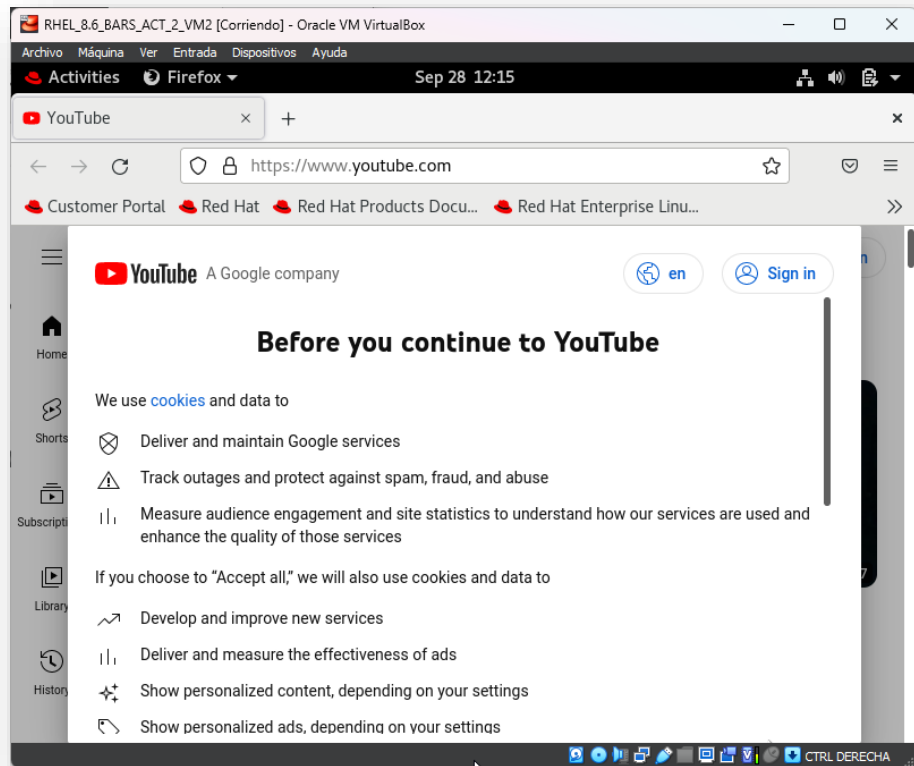 RHEL_8.6_BARS_ACT_2_VM2 [Corriendo] - Oracle VM VirtualBox
Archivo Máquina Ver Entrada Dispositivos Ayuda
Activities Firefox Sep 28 12:15
YouTube
https://www.youtube.com
Customer Portal Red Hat Red Hat Products Docu... Red Hat Enterprise Linu...
YouTube A Google company en Sign in n
Before you continue to YouTube
Home
We use cookies and data to
Deliver and maintain Google services
Shorts
Track outages and protect against spam, fraud, and abuse
Measure audience engagement and site statistics to understand how our services are used and
Subscripti
enhance the quality of those services
If you choose to “Accept all,” we will also use cookies and data to
7
Library
Develop and improve new services
Deliver and measure the effectiveness of ads
History
Show personalized content, depending on your settings
Show personalized ads, depending on your settings
CTRL DERECHA